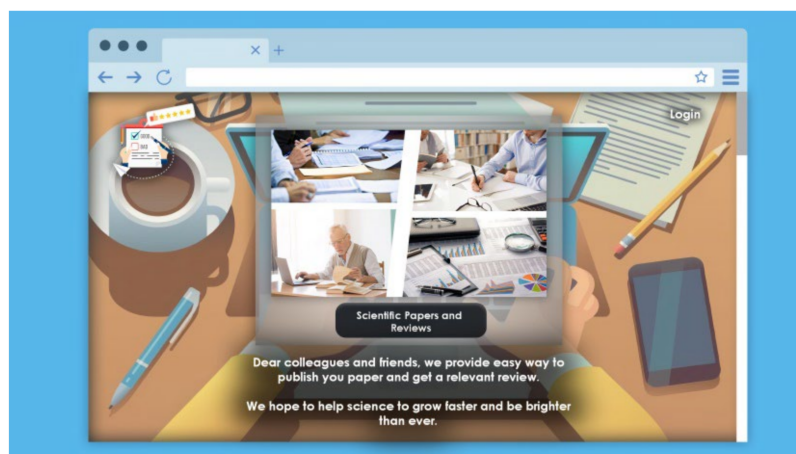 Login
Scientific Papers and
Reviews
Dear colleagues and friends, we provide easy way to
publish you paper and get a relevant review.
We hope to help science to grow faster and be brighter
than ever.